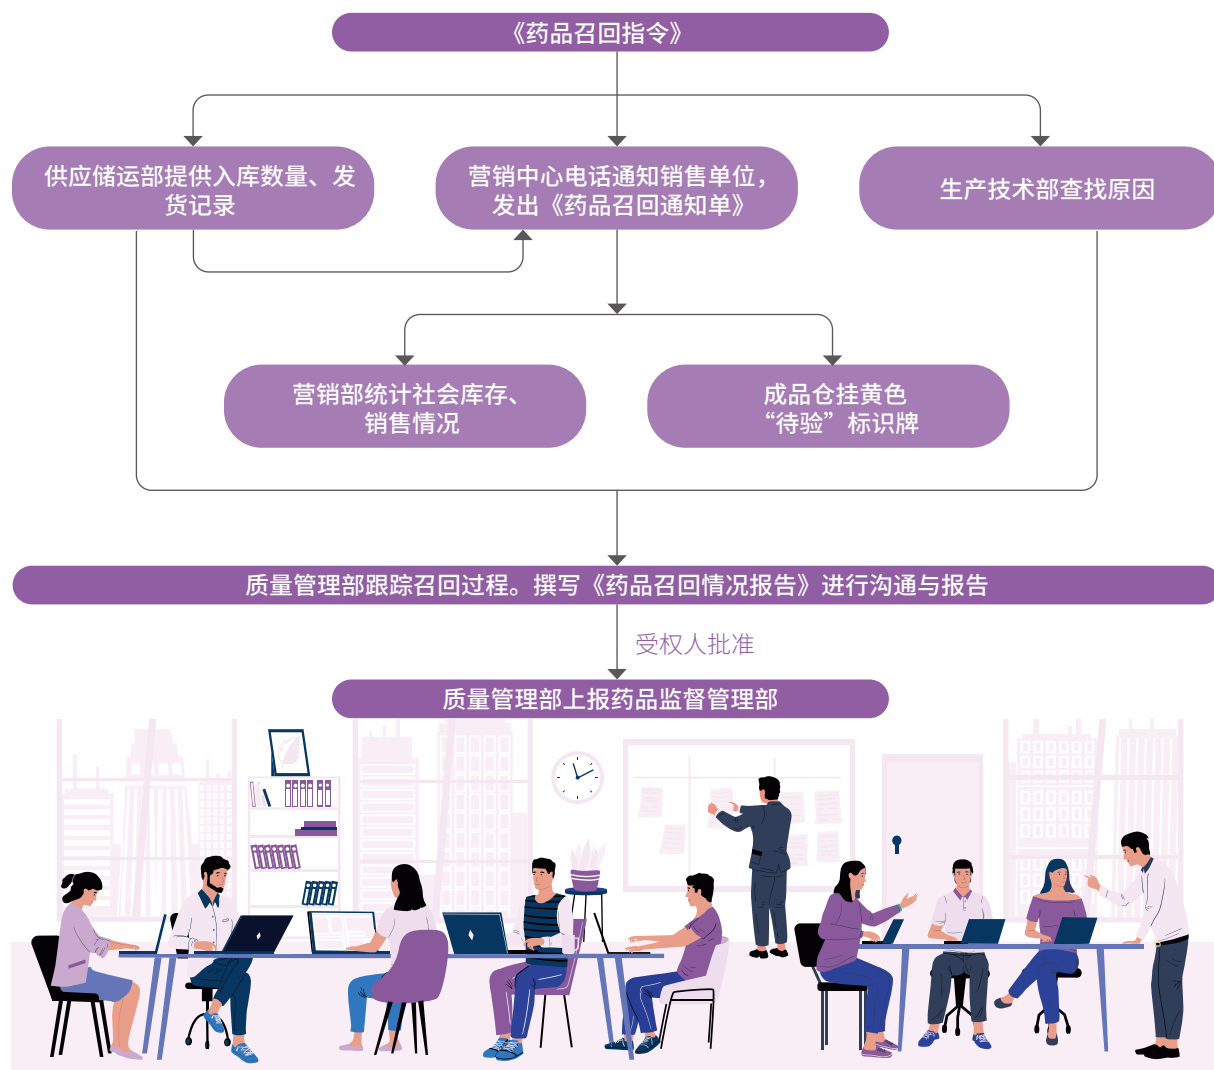 《药品召回指令》
供应储运部提供入库数量、发
货记录
营销中心电话通知销售单位，
发出《药品召回通知单》
生产技术部查找原因
营销部统计社会库存、
销售情况
成品仓挂黄色
“待验”标识牌
质量管理部跟踪召回过程。撰写《药品召回情况报告》进行沟通与报告
受权人批准
质量管理部上报药品监督管理部